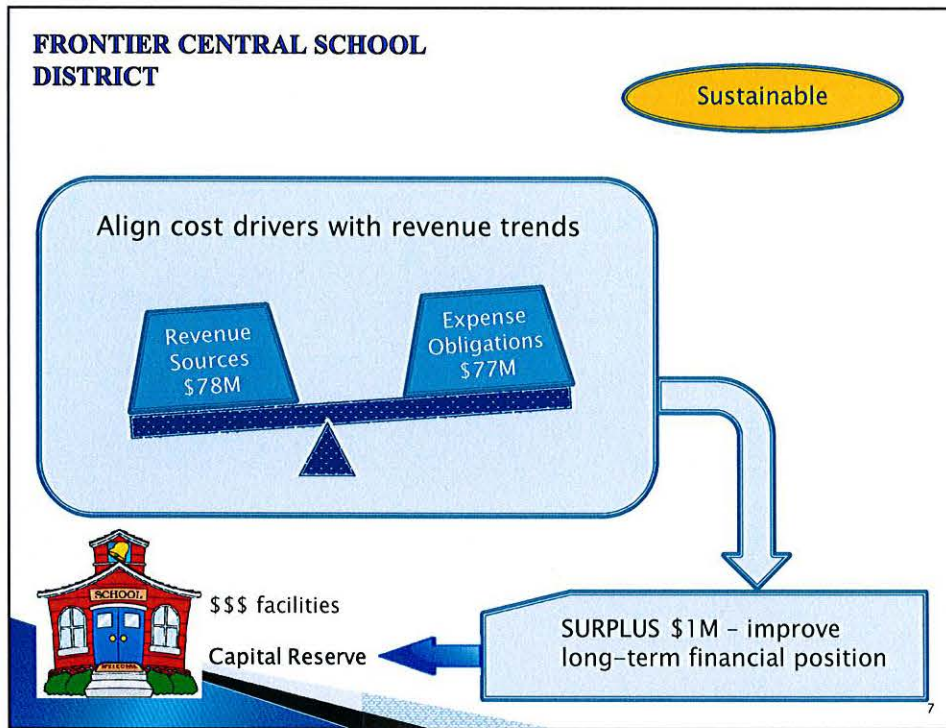 FRONTIER CENTRAL SCHOOL
DISTRICT
Sustainable
Align cost drivers with revenue trends
Revenue
Sources
$78M
Expense
Obligations
$77M
SCHOOL
WELCOME
$$$ facilities
Capital Reserve
SURPLUS $1M – improve
long-term financial position
7